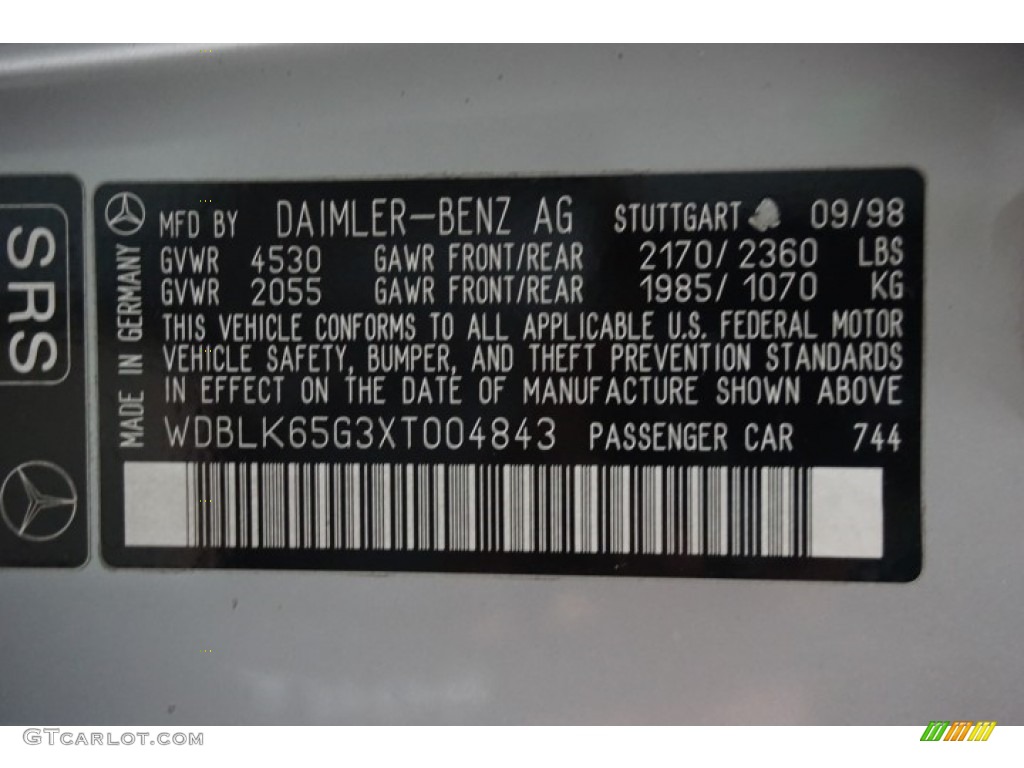 SRS
MADE IN GERMANY
MFD BY DAIMLER-BENZ AG STUTTGART 09/98
GVWR 4530 GAWR FRONT/REAR 2170/2360 LBS
GVWR 2055 GAWR FRONT/REAR 1985/1070 KG
THIS VEHICLE CONFORMS TO ALL APPLICABLE U.S. FEDERAL MOTOR
VEHICLE SAFETY, BUMPER, AND THEFT PREVENTION STANDARDS
IN EFFECT ON THE DATE OF MANUFACTURE SHOWN ABOVE
WDBLK65G3XT004843 PASSENGER CAR 744
GTCARLOT.COM